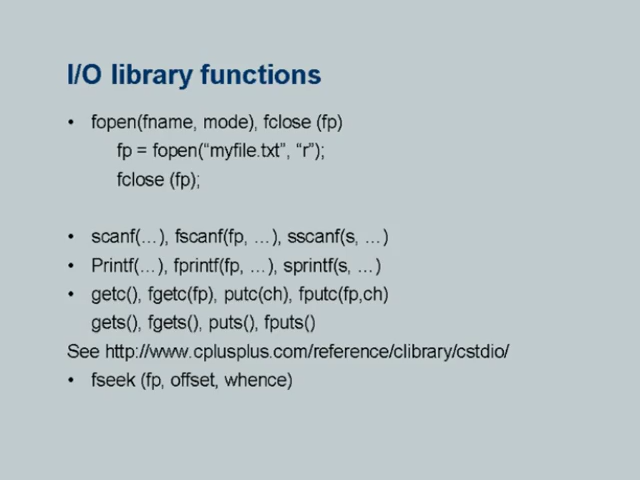 I/O library functions
• fopen(fname, mode), fclose (fp)
fp = fopen(“myfile.txt”, “r”);
fclose (fp);
• scanf(…), fscanf(fp, …), sscanf(s, …)
• Printf(…), fprintf(fp, …), sprintf(s, …)
• getc(), fgetc(fp), putc(ch), fputc(fp,ch)
gets(), fgets(), puts(), fputs()
See http://www.cplusplus.com/reference/clibrary/cstdio/
• fseek (fp, offset, whence)